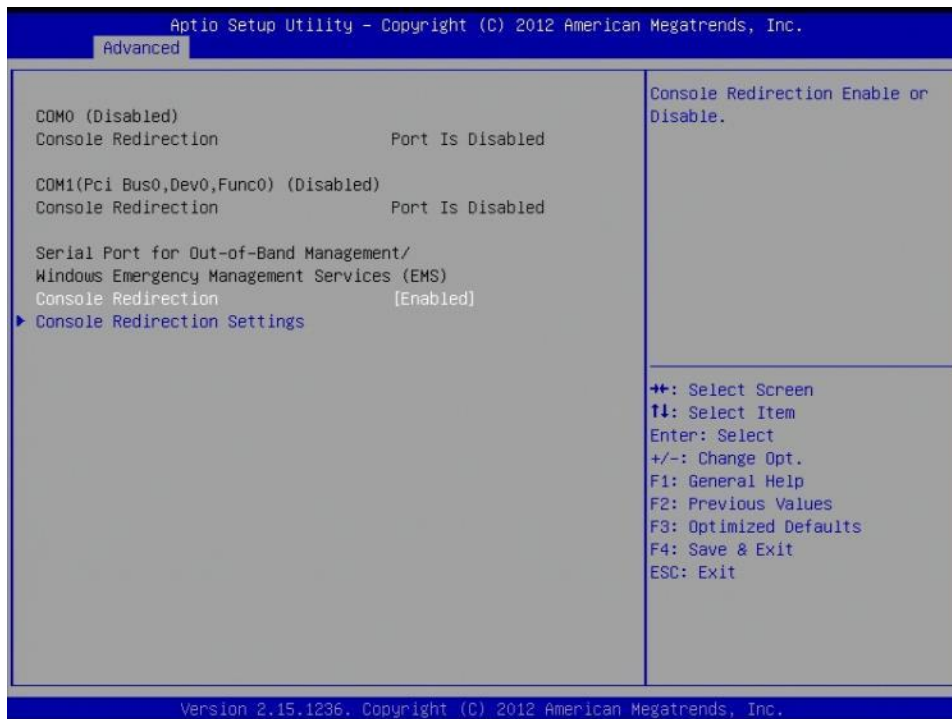 Aptio Setup Utility – Copyright (C) 2012 American Megatrends, Inc.
Advanced
COM0 (Disabled)
Console Redirection Port Is Disabled
COM1(Pci Bus0,Dev0,Func0) (Disabled)
Console Redirection Port Is Disabled
Serial Port for Out-of-Band Management/
Windows Emergency Management Services (EMS)
Console Redirection [Enabled]
▶ Console Redirection Settings
Console Redirection Enable or
Disable.
→←: Select Screen
↑↓: Select Item
Enter: Select
+/-: Change Opt.
F1: General Help
F2: Previous Values
F3: Optimized Defaults
F4: Save & Exit
ESC: Exit
Version 2.15.1236. Copyright (C) 2012 American Megatrends, Inc.